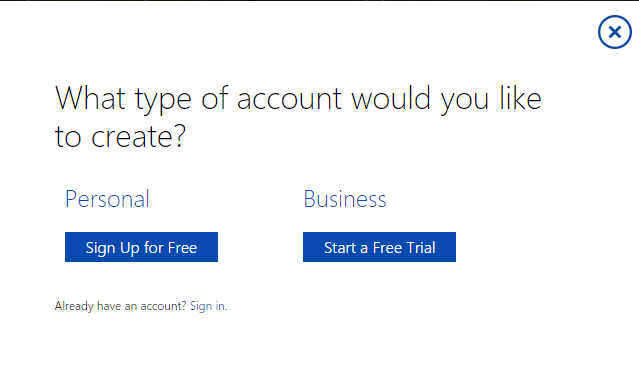 What type of account would you like
to create?
Personal
Business
Sign Up for Free
Start a Free Trial
Already have an account? Sign in.